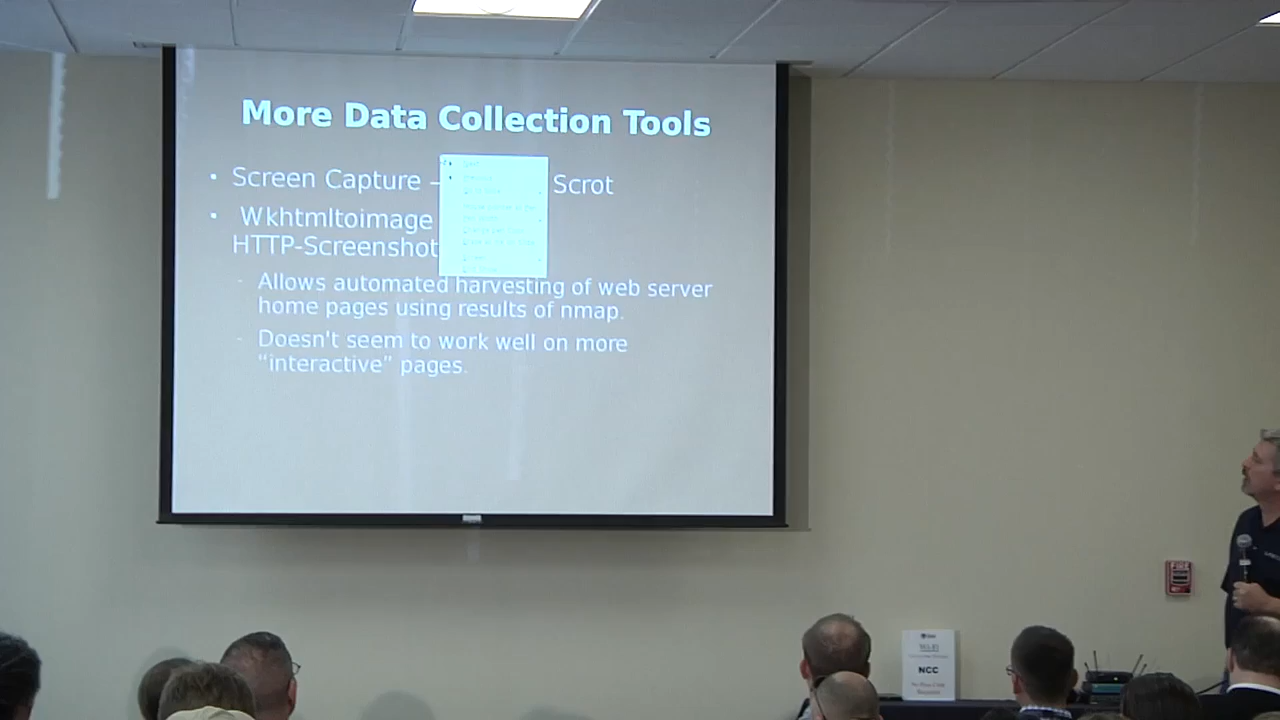 More Data Collection Tools
• Screen Capture – Scrot
• Wkhtmltoimage
HTTP-Screenshot
- Allows automated harvesting of web server
home pages using results of nmap.
- Doesn't seem to work well on more
“interactive” pages.
FIRE
NCC